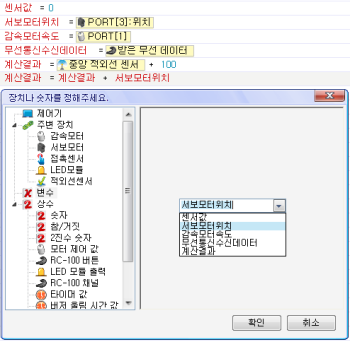 센서값 = 0
서보모터위치 = PORT[3]:위치
감속모터속도 = PORT[1]
무선통신수신데이터 = 받은 무선 데이터
계산결과 = 중앙 적외선 센서 + 100
계산결과 = 계산결과 + 서보모터위치
장치나 숫자를 정해주세요.
제어기
주변 장치
감속모터
서보모터
접촉센서
LED모듈
적외선센서
변수
상수
숫자
참/거짓
2진수 숫자
모터 제어 값
RC-100 버튼
LED 모듈 출력
RC-100 채널
타이머 값
버저 울림 시간 값
서보모터위치
센서값
서보모터위치
감속모터속도
무선통신수신데이터
계산결과
확인
취소